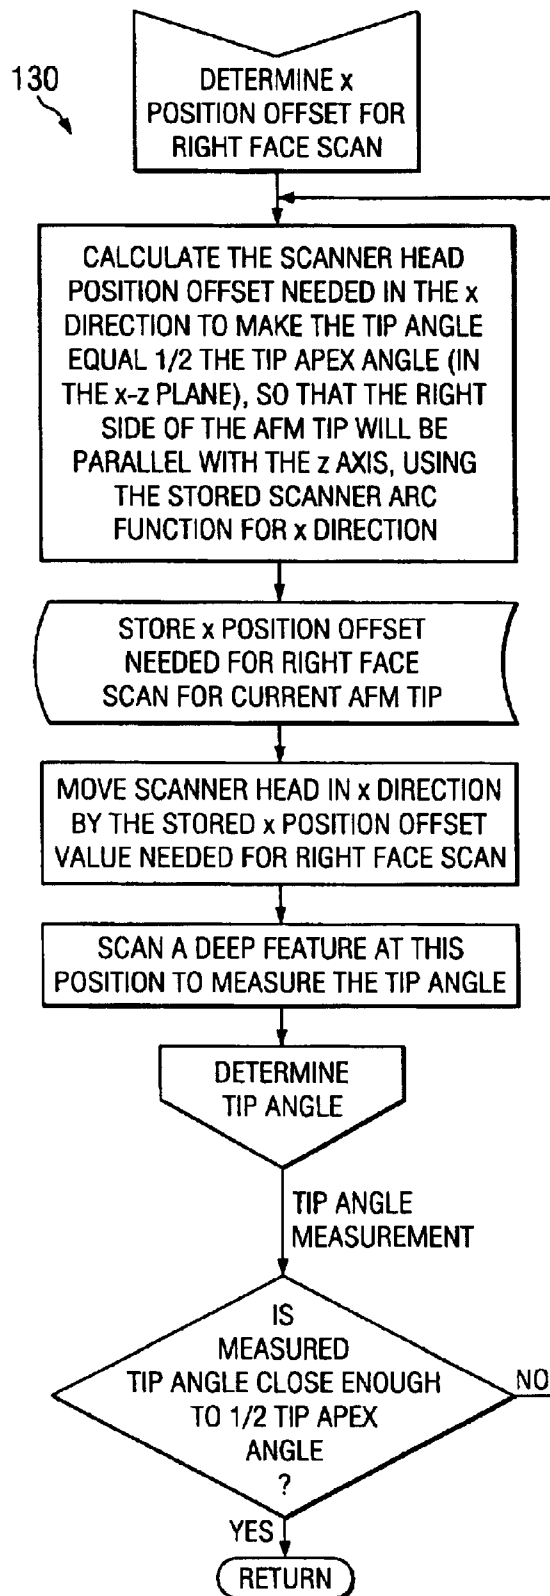 130
DETERMINE x
POSITION OFFSET FOR
RIGHT FACE SCAN
CALCULATE THE SCANNER HEAD
POSITION OFFSET NEEDED IN THE x
DIRECTION TO MAKE THE TIP ANGLE
EQUAL 1/2 THE TIP APEX ANGLE (IN
THE x-z PLANE), SO THAT THE RIGHT
SIDE OF THE AFM TIP WILL BE
PARALLEL WITH THE z AXIS, USING
THE STORED SCANNER ARC
FUNCTION FOR x DIRECTION
STORE x POSITION OFFSET
NEEDED FOR RIGHT FACE
SCAN FOR CURRENT AFM TIP
MOVE SCANNER HEAD IN x DIRECTION
BY THE STORED x POSITION OFFSET
VALUE NEEDED FOR RIGHT FACE SCAN
SCAN A DEEP FEATURE AT THIS
POSITION TO MEASURE THE TIP ANGLE
DETERMINE
TIP ANGLE
TIP ANGLE
MEASUREMENT
IS
MEASURED
TIP ANGLE CLOSE ENOUGH
TO 1/2 TIP APEX
ANGLE
?
NO
YES
RETURN